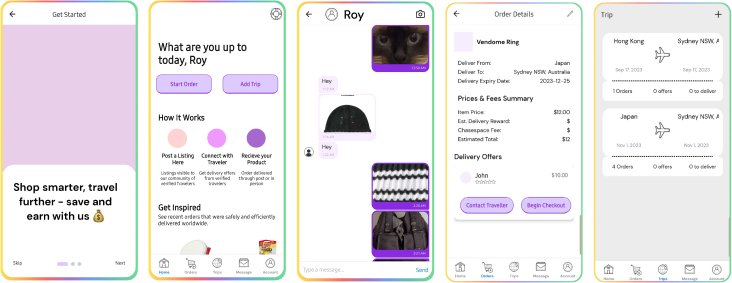 Get Started
Shop smarter, travel
further - save and
earn with us 💰
Skip
Next
What are you up to
today, Roy
Start Order
Add Trip
How It Works
Post a Listing
Here
Connect with
Traveler
Recieve your
Product
Listings visible to
our community of
verified Travelers
Get delivery offers
from verified
travelers
Order delivered
through post or in
person
Get Inspired
See recent orders that were safely and efficiently
delivered worldwide.
Home
Orders
Trips
Message
Account
Roy
Hey
Hey
Type a message...
Send
Order Details
Vendome Ring
Deliver From: Japan
Deliver To: Sydney NSW, Australia
Delivery Expiry Date: 2023-12-25
Prices & Fees Summary
Item Price: $12.00
Est. Delivery Reward: $
Chasespace Fee: $
Estimated Total: $12
Delivery Offers
John
$10.00
Contact Traveller
Begin Checkout
Home
Orders
Trips
Message
Account
Trip
Hong Kong
Sydney NSW, A
Sep 17, 2023
Sep 17, 2023
1 Orders
0 offers
0 to deliver
Japan
Sydney NSW, A
Nov 1, 2023
Nov 1, 2023
4 Orders
0 offers
0 to deliver
Home
Orders
Trips
Message
Account